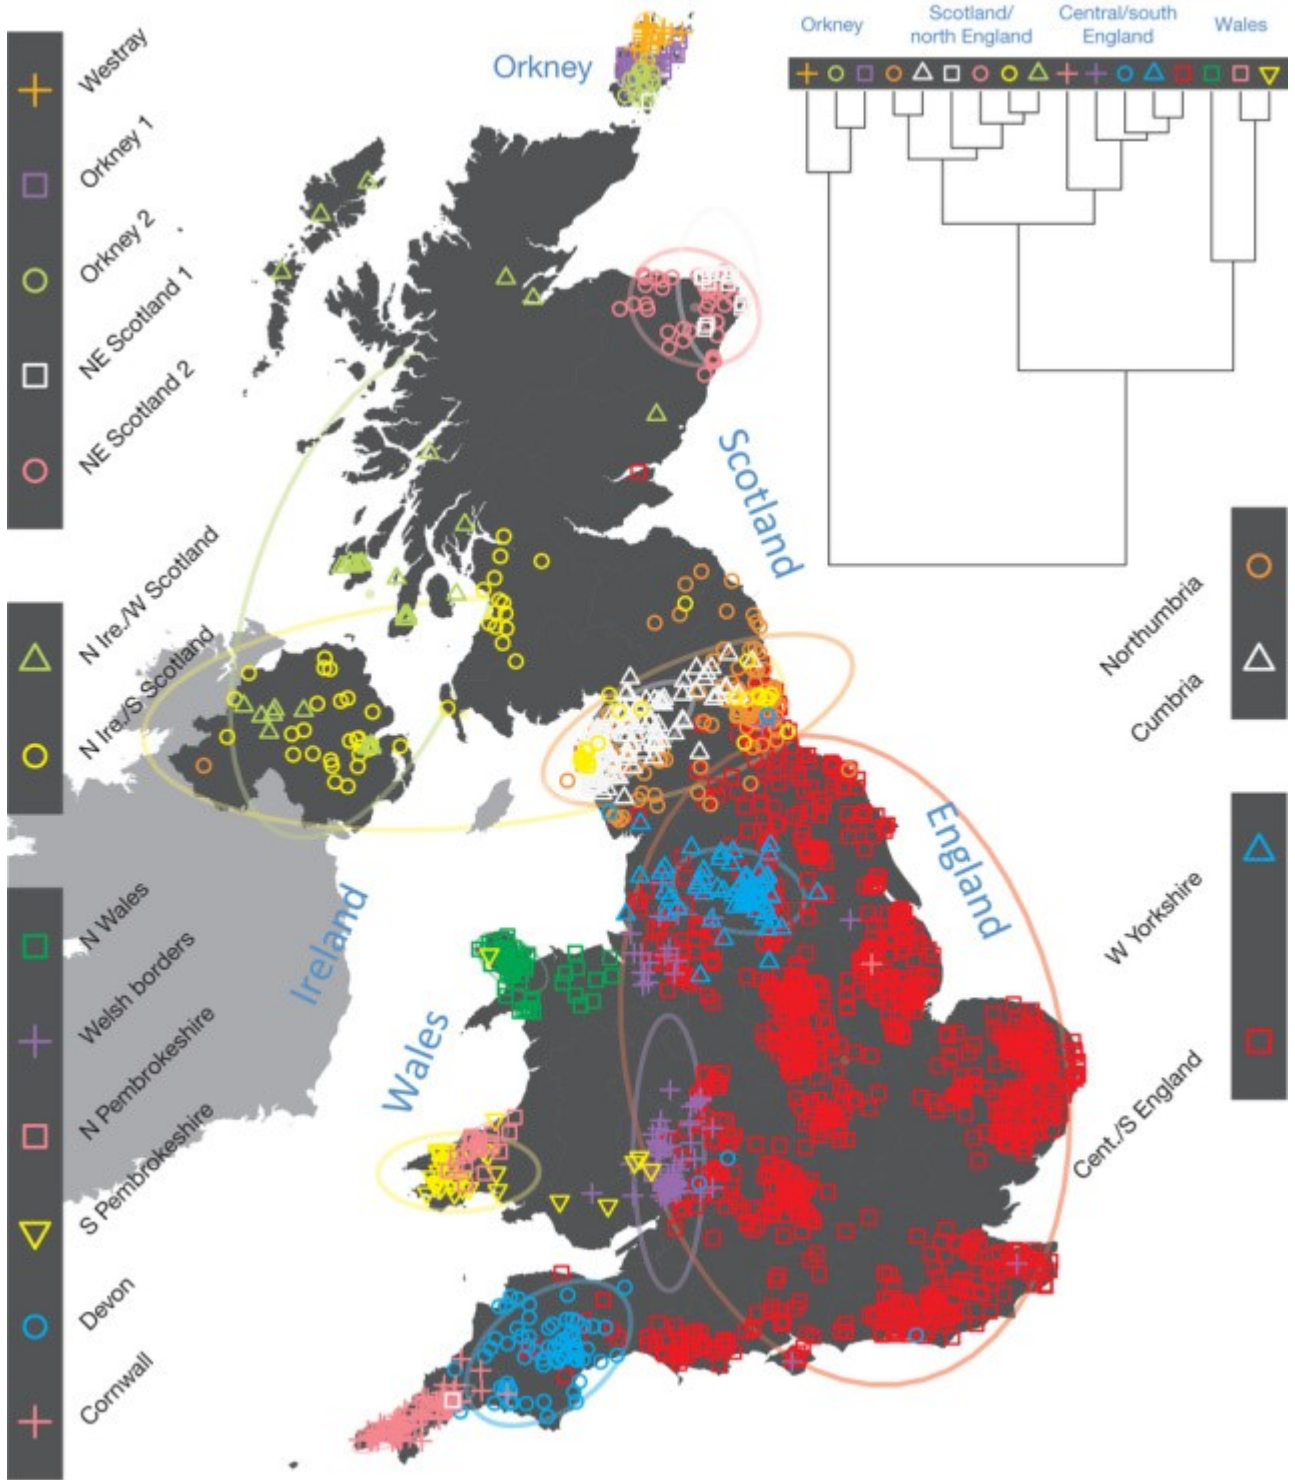 Orkney
Scotland/
north England
Central/south
England
Wales
Westray
Orkney 1
Orkney 2
NE Scotland 1
NE Scotland 2
N Ire./W Scotland
N Ire./S Scotland
N Wales
Welsh borders
N Pembrokeshire
S Pembrokeshire
Devon
Cornwall
Orkney
Scotland
England
Ireland
Wales
Northumbria
Cumbria
W Yorkshire
Cent./S England